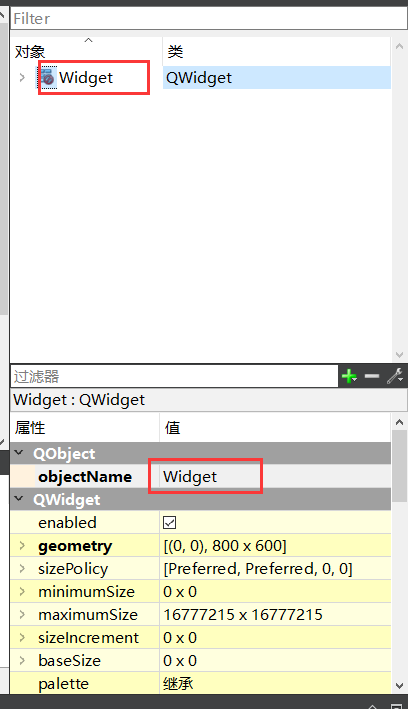 Filter
对象 类
Widget QWidget
过滤器
Widget : QWidget
属性 值
QObject
objectName Widget
QWidget
enabled
geometry [(0, 0), 800 x 600]
sizePolicy [Preferred, Preferred, 0, 0]
minimumSize 0 x 0
maximumSize 16777215 x 16777215
sizeIncrement 0 x 0
baseSize 0 x 0
palette 继承